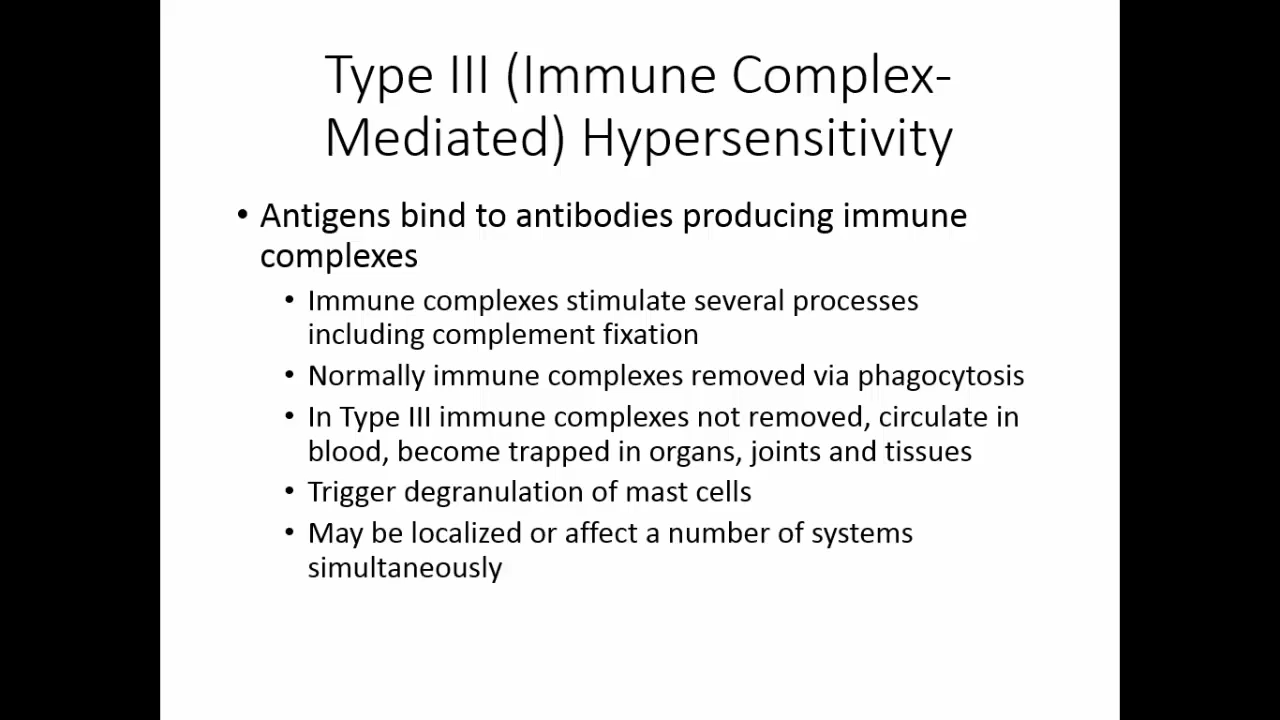 Type III (Immune Complex-
Mediated) Hypersensitivity
• Antigens bind to antibodies producing immune
complexes
• Immune complexes stimulate several processes
including complement fixation
• Normally immune complexes removed via phagocytosis
• In Type III immune complexes not removed, circulate in
blood, become trapped in organs, joints and tissues
• Trigger degranulation of mast cells
• May be localized or affect a number of systems
simultaneously